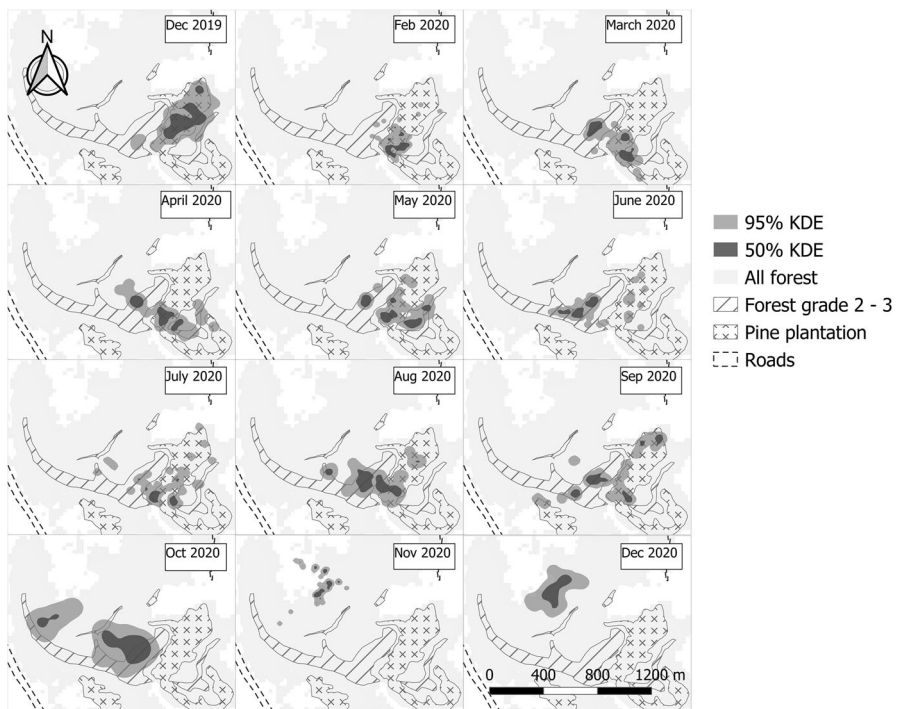 Dec 2019
Feb 2020
March 2020
N
April 2020
May 2020
June 2020
95% KDE
50% KDE
All forest
Forest grade 2 - 3
Pine plantation
Roads
July 2020
Aug 2020
Sep 2020
Oct 2020
Nov 2020
Dec 2020
0 400 800 1200 m